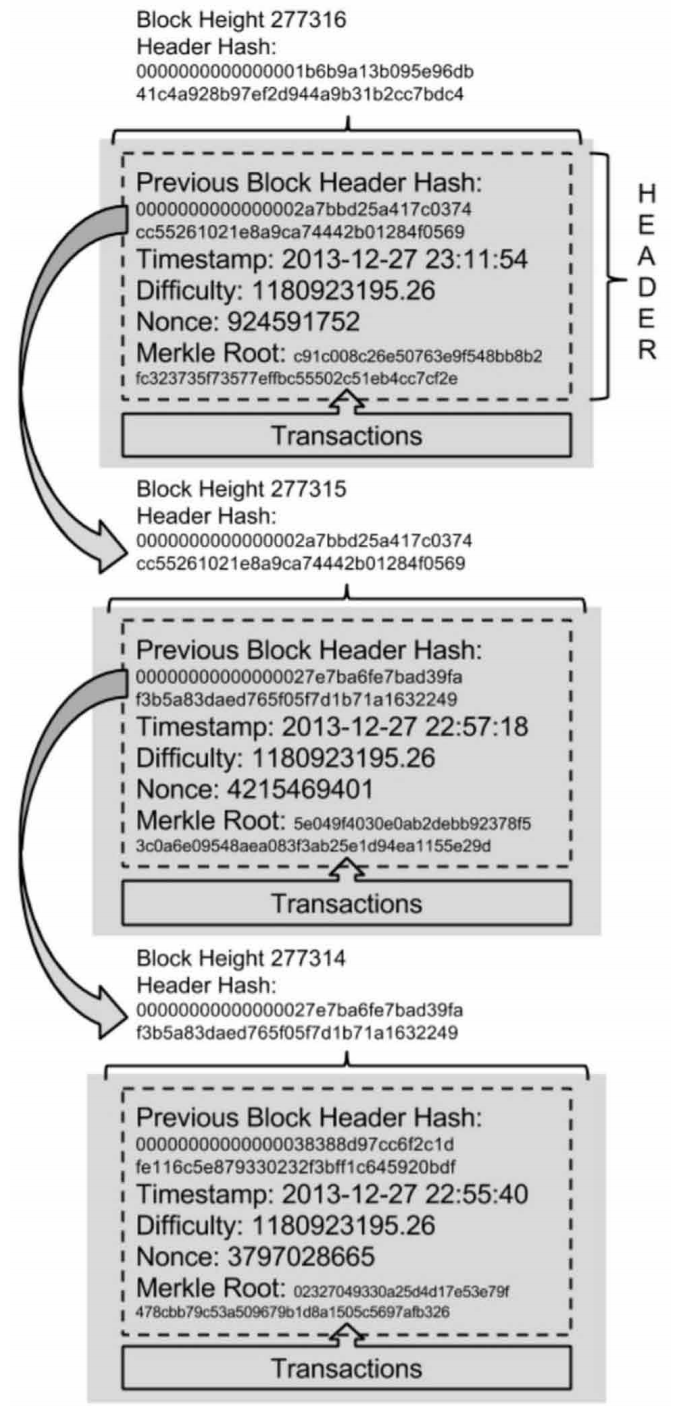 Block Height 277316
Header Hash:
0000000000000001b6b9a13b095e96db
41c4a928b97ef2d944a9b31b2cc7bdc4
Previous Block Header Hash:
0000000000000002a7bbd25a417c0374
cc55261021e8a9ca74442b01284f0569
Timestamp: 2013-12-27 23:11:54
Difficulty: 1180923195.26
Nonce: 924591752
Merkle Root: c91c008c26e50763e9f548bb8b2
fc323735f73577effbc55502c51eb4cc7cf2e
Transactions
HEADER
Block Height 277315
Header Hash:
0000000000000002a7bbd25a417c0374
cc55261021e8a9ca74442b01284f0569
Previous Block Header Hash:
00000000000000027e7ba6fe7bad39fa
f3b5a83daed765f05f7d1b71a1632249
Timestamp: 2013-12-27 22:57:18
Difficulty: 1180923195.26
Nonce: 4215469401
Merkle Root: 5e049f4030e0ab2debb92378f5
3c0a6e09548aea083f3ab25e1d94ea1155e29d
Transactions
Block Height 277314
Header Hash:
00000000000000027e7ba6fe7bad39fa
f3b5a83daed765f05f7d1b71a1632249
Previous Block Header Hash:
00000000000000038388d97cc6f2c1d
fe116c5e879330232f3bff1c645920bdf
Timestamp: 2013-12-27 22:55:40
Difficulty: 1180923195.26
Nonce: 3797028665
Merkle Root: 02327049330a25d4d17e53e79f
478cbb79c53a509679b1d8a1505c5697afb326
Transactions